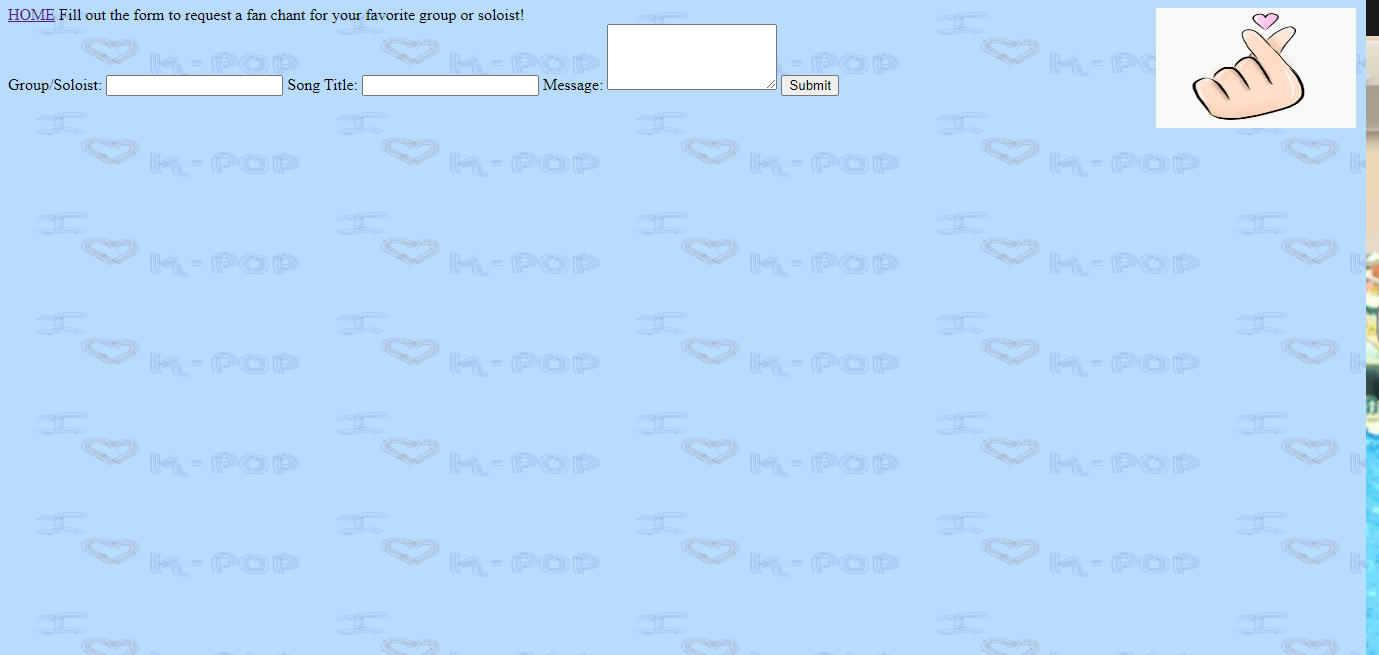 HOME Fill out the form to request a fan chant for your favorite group or soloist!
Group/Soloist: Song Title: Message: Submit
I
K-POP